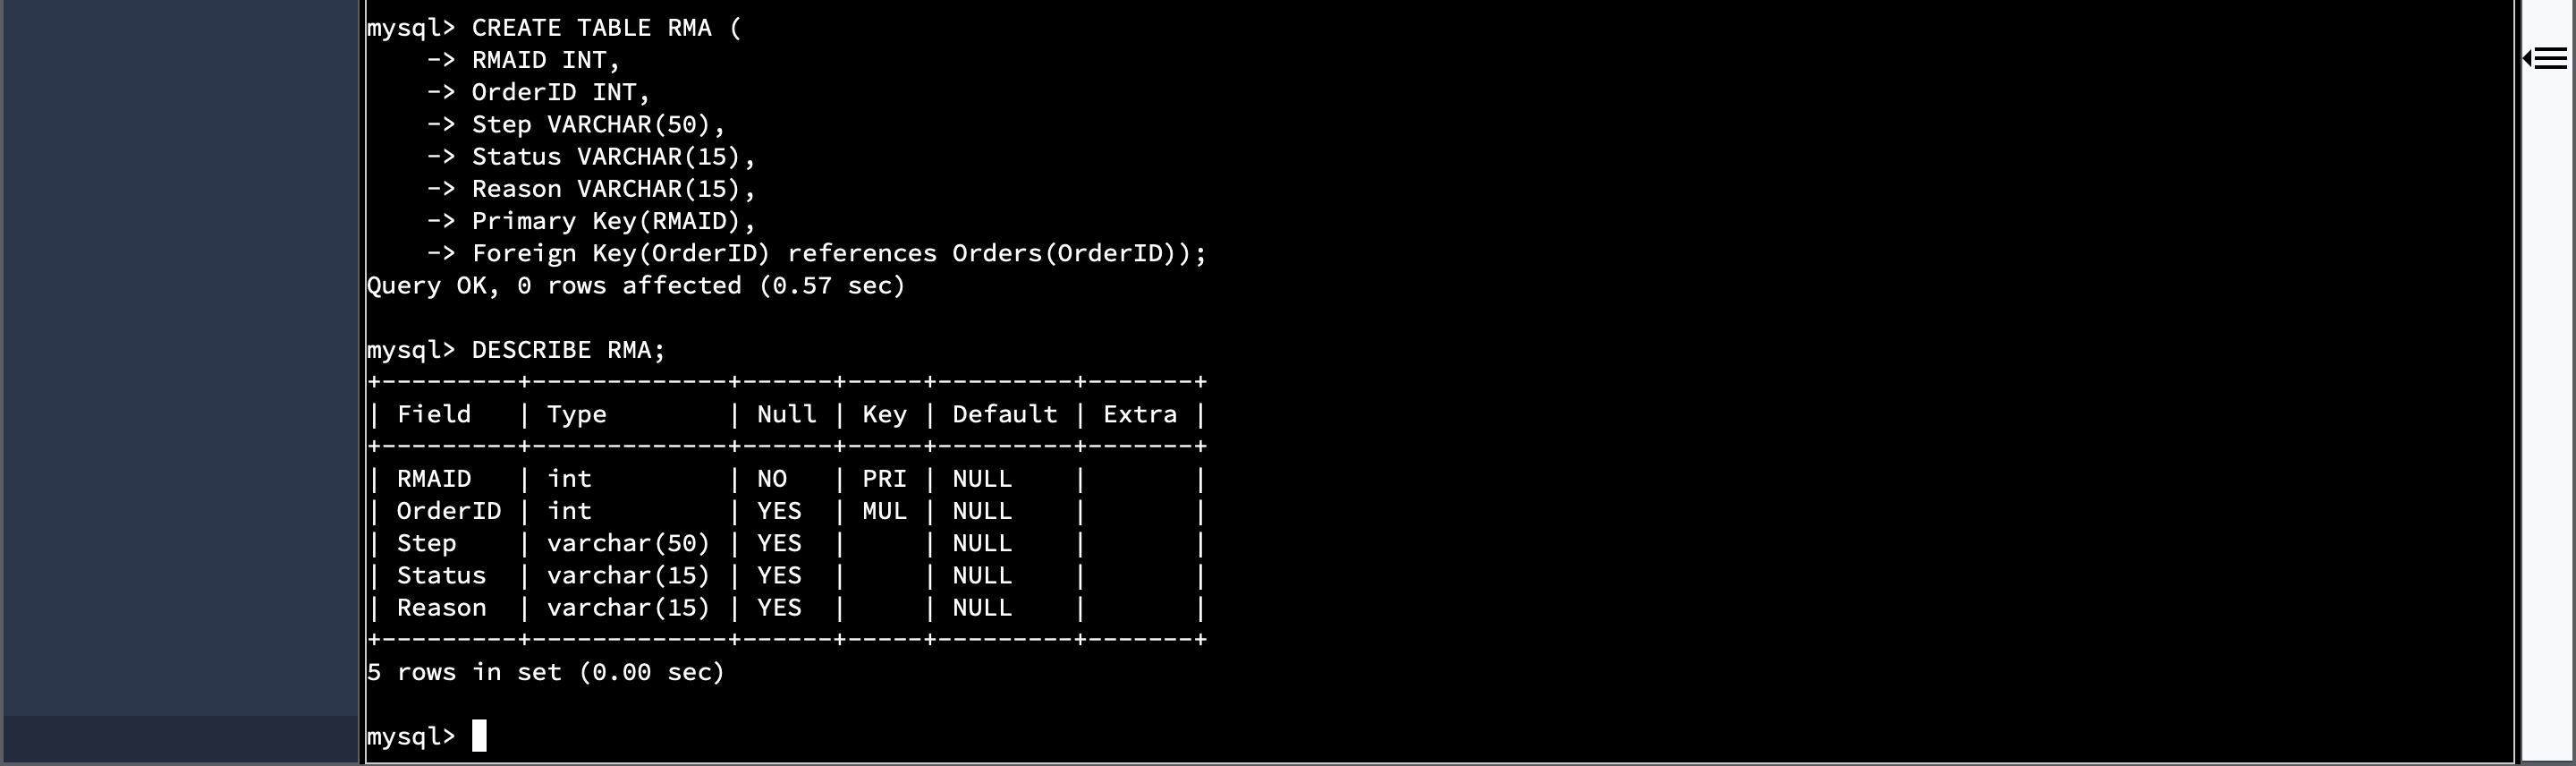 mysql> CREATE TABLE RMA (
    -> RMAID INT,
    -> OrderID INT,
    -> Step VARCHAR(50),
    -> Status VARCHAR(15),
    -> Reason VARCHAR(15),
    -> Primary Key(RMAID),
    -> Foreign Key(OrderID) references Orders(OrderID));
Query OK, 0 rows affected (0.57 sec)

mysql> DESCRIBE RMA;
+---------+-------------+------+-----+---------+-------+
| Field   | Type        | Null | Key | Default | Extra |
+---------+-------------+------+-----+---------+-------+
| RMAID   | int         | NO   | PRI | NULL    |       |
| OrderID | int         | YES  | MUL | NULL    |       |
| Step    | varchar(50) | YES  |     | NULL    |       |
| Status  | varchar(15) | YES  |     | NULL    |       |
| Reason  | varchar(15) | YES  |     | NULL    |       |
+---------+-------------+------+-----+---------+-------+
5 rows in set (0.00 sec)

mysql>